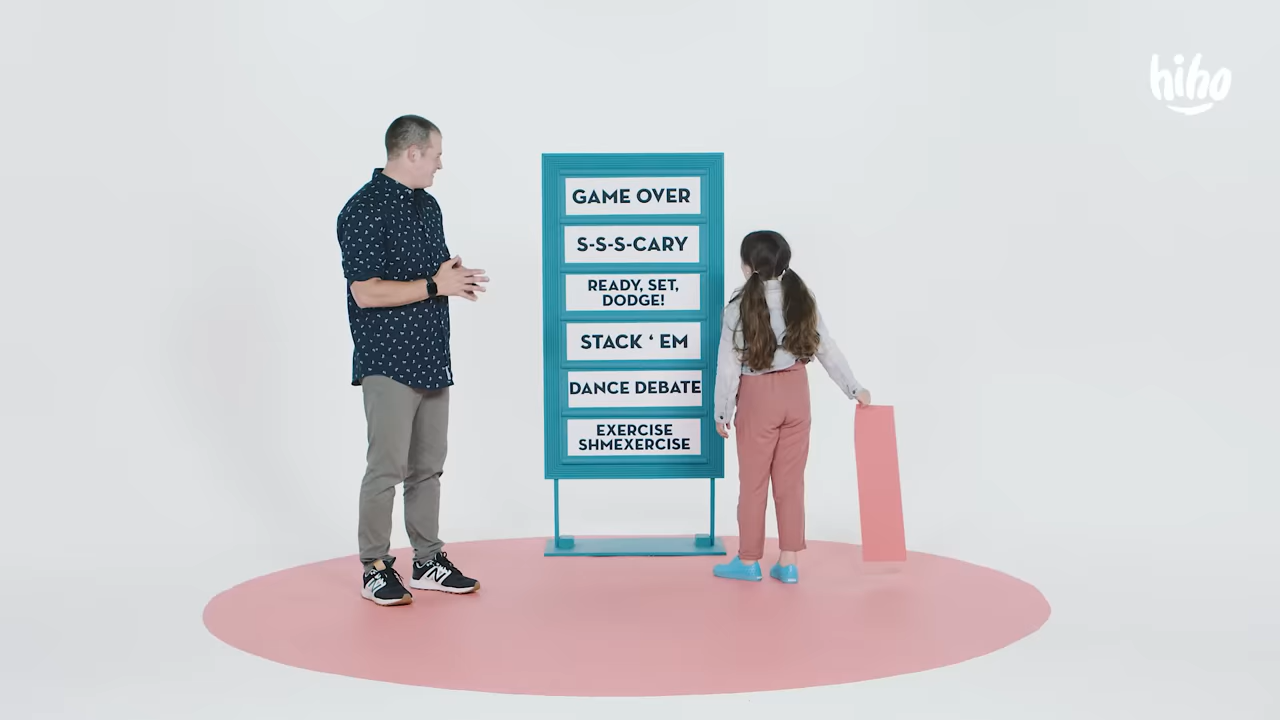 hiho
GAME OVER
S-S-S-CARY
READY, SET,
DODGE!
STACK ‘ EM
DANCE DEBATE
EXERCISE
SHMEXERCISE